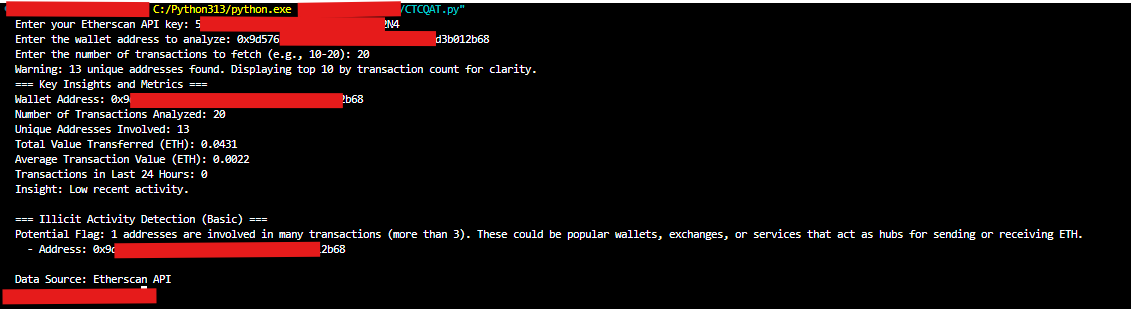 C:/Python313/python.exe /CTCQAT.py"
Enter your Etherscan API key: 5 2N4
Enter the wallet address to analyze: 0x9d576 d3b012b68
Enter the number of transactions to fetch (e.g., 10-20): 20
Warning: 13 unique addresses found. Displaying top 10 by transaction count for clarity.
=== Key Insights and Metrics ===
Wallet Address: 0x9 2b68
Number of Transactions Analyzed: 20
Unique Addresses Involved: 13
Total Value Transferred (ETH): 0.0431
Average Transaction Value (ETH): 0.0022
Transactions in Last 24 Hours: 0
Insight: Low recent activity.
=== Illicit Activity Detection (Basic) ===
Potential Flag: 1 addresses are involved in many transactions (more than 3). These could be popular wallets, exchanges, or services that act as hubs for sending or receiving ETH.
- Address: 0x9 2b68
Data Source: Etherscan API